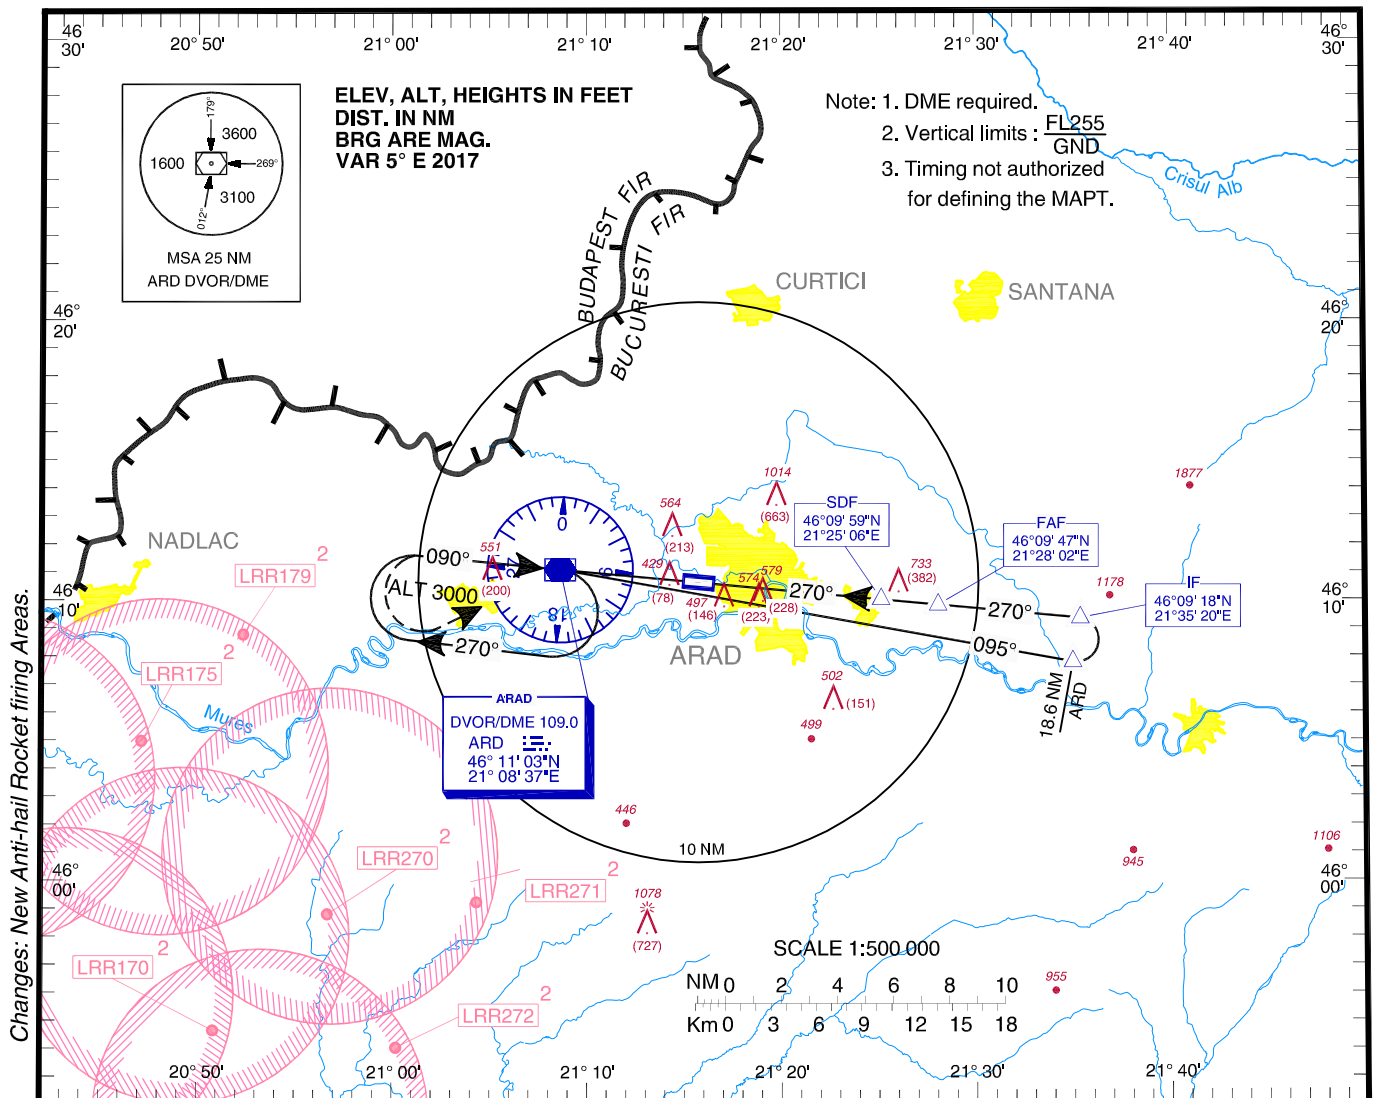 46°
30'
20° 50'
21° 00'
21° 10'
21° 20'
21° 30'
21° 40'
46°
30'
179°
3600
1600
269°
3100
012°
MSA 25 NM
ARD DVOR/DME
ELEV, ALT, HEIGHTS IN FEET
DIST. IN NM
BRG ARE MAG.
VAR 5° E 2017
Note: 1. DME required.
2. Vertical limits : FL255
GND
3. Timing not authorized
for defining the MAPT.
Crisul Alb
BUDAPEST FIR
BUCURESTI FIR
CURTICI
SANTANA
46°
20'
46°
20'
1014
(663)
1877
564
(213)
SDF
46°09' 59"N
21°25' 06"E
FAF
46°09' 47"N
21°28' 02"E
IF
46°09' 18"N
21°35' 20"E
NADLAC
2
LRR179
090°
551
(200)
ALT 3000
270°
0
9
18
27
429
(78)
497
(146)
574
579
(223)
(228)
270°
733
(382)
270°
1178
095°
46°
10'
46°
10'
ARAD
18.6 NM
ARD
2
LRR175
Mures
ARAD
DVOR/DME 109.0
ARD
46° 11' 03"N
21° 08' 37"E
502
(151)
499
446
10 NM
945
1106
2
LRR270
2
LRR271
46°
00'
46°
00'
1078
(727)
2
LRR170
2
LRR272
955
SCALE 1:500 000
NM 0 2 4 6 8 10
Km 0 3 6 9 12 15 18
20° 50'
21° 00'
21° 10'
21° 20'
21° 30'
21° 40'
Changes: New Anti-hail Rocket firing Areas.